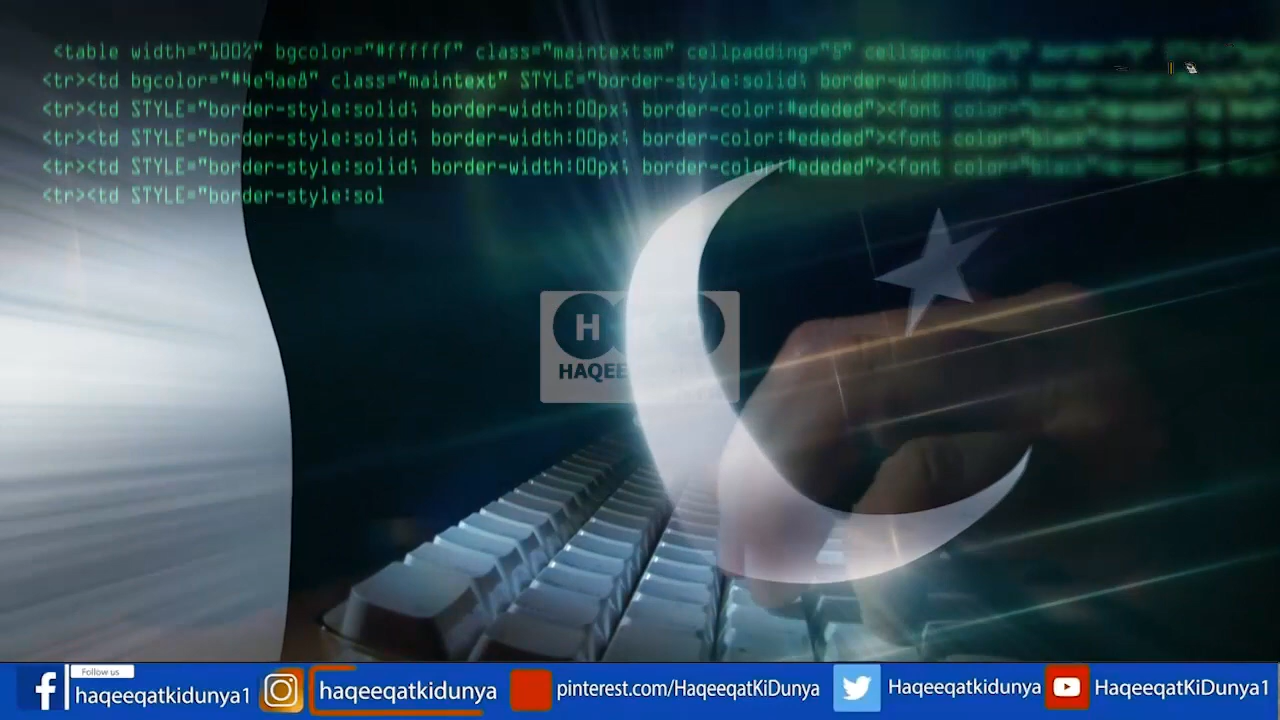 <table width="100%" bgcolor="#ffffff" class="maintextsm" cellpadding="5" cellspacing=
<tr><td bgcolor="#4e9ae8" class="maintext" STYLE="border-style:solid; border-width:00px;
<tr><td STYLE="border-style:solid; border-width:00px; border-color:#ededed"><font color=
<tr><td STYLE="border-style:solid; border-width:00px; border-color:#ededed"><font color=
<tr><td STYLE="border-style:solid; border-width:00px; border-color:#ededed"><font color=
<tr><td STYLE="border-style:sol
H
HAQEE
Follow us
haqeeqatkidunya1
haqeeqatkidunya
pinterest.com/HaqeeqatKiDunya
Haqeeqatkidunya
HaqeeqatKiDunya1